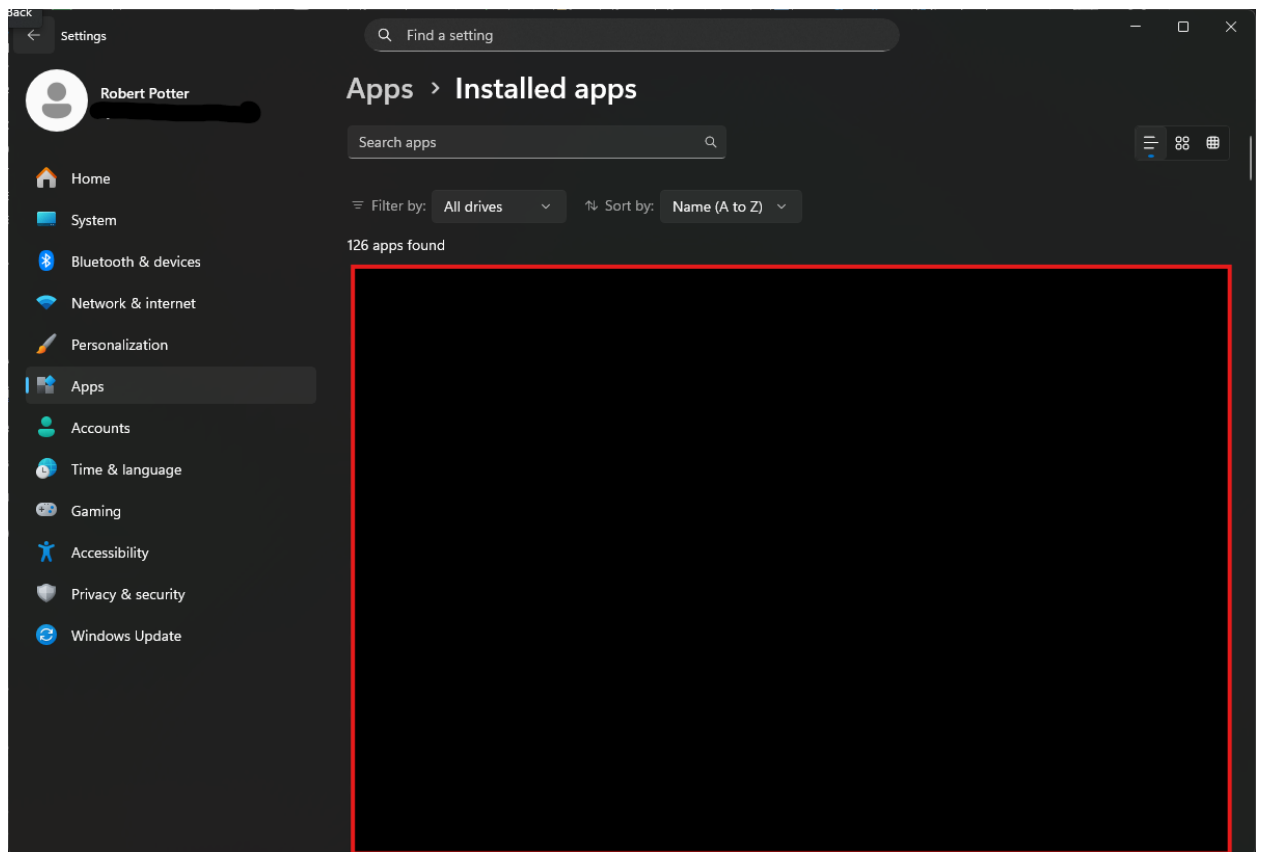 Back
Settings
Find a setting
Robert Potter
Apps > Installed apps
Search apps
Filter by: All drives Sort by: Name (A to Z)
126 apps found
Home
System
Bluetooth & devices
Network & internet
Personalization
Apps
Accounts
Time & language
Gaming
Accessibility
Privacy & security
Windows Update